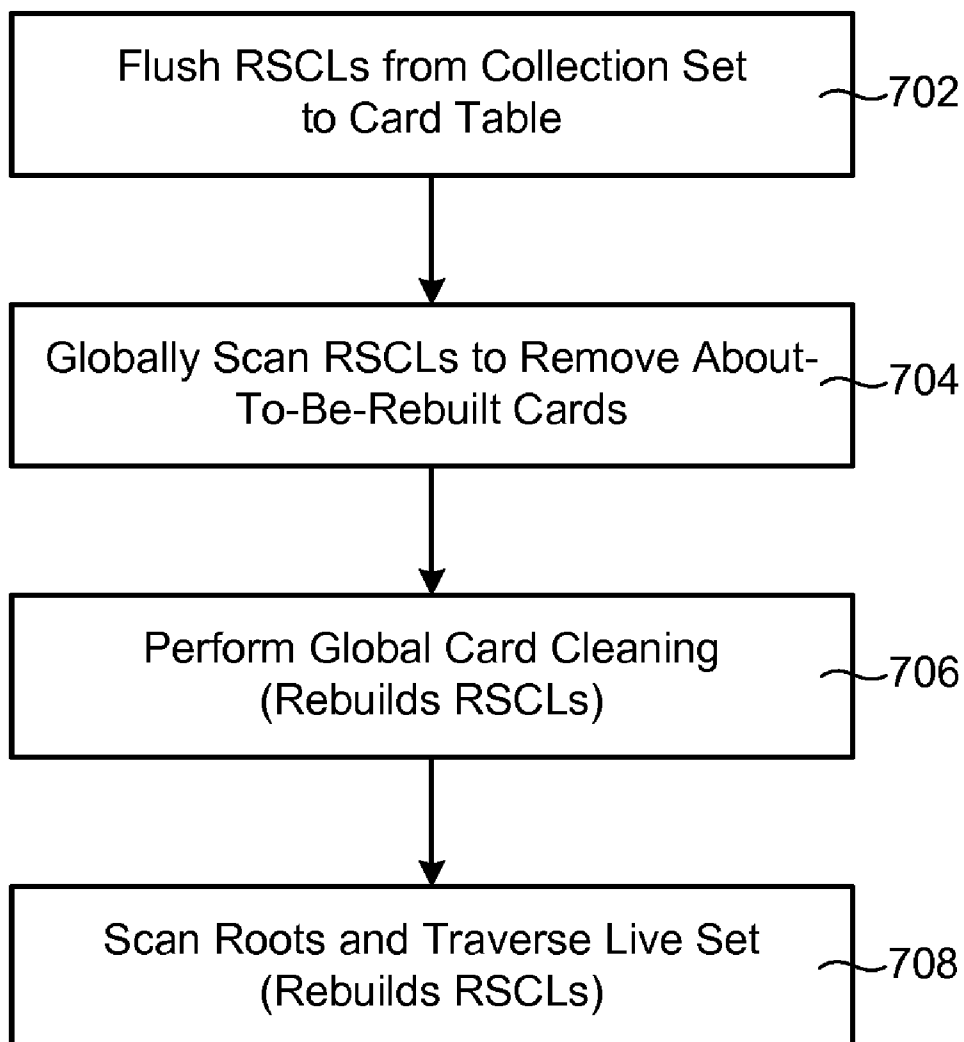 Flush RSCLs from Collection Set
to Card Table
702
Globally Scan RSCLs to Remove About-
To-Be-Rebuilt Cards
704
Perform Global Card Cleaning
(Rebuilds RSCLs)
706
Scan Roots and Traverse Live Set
(Rebuilds RSCLs)
708